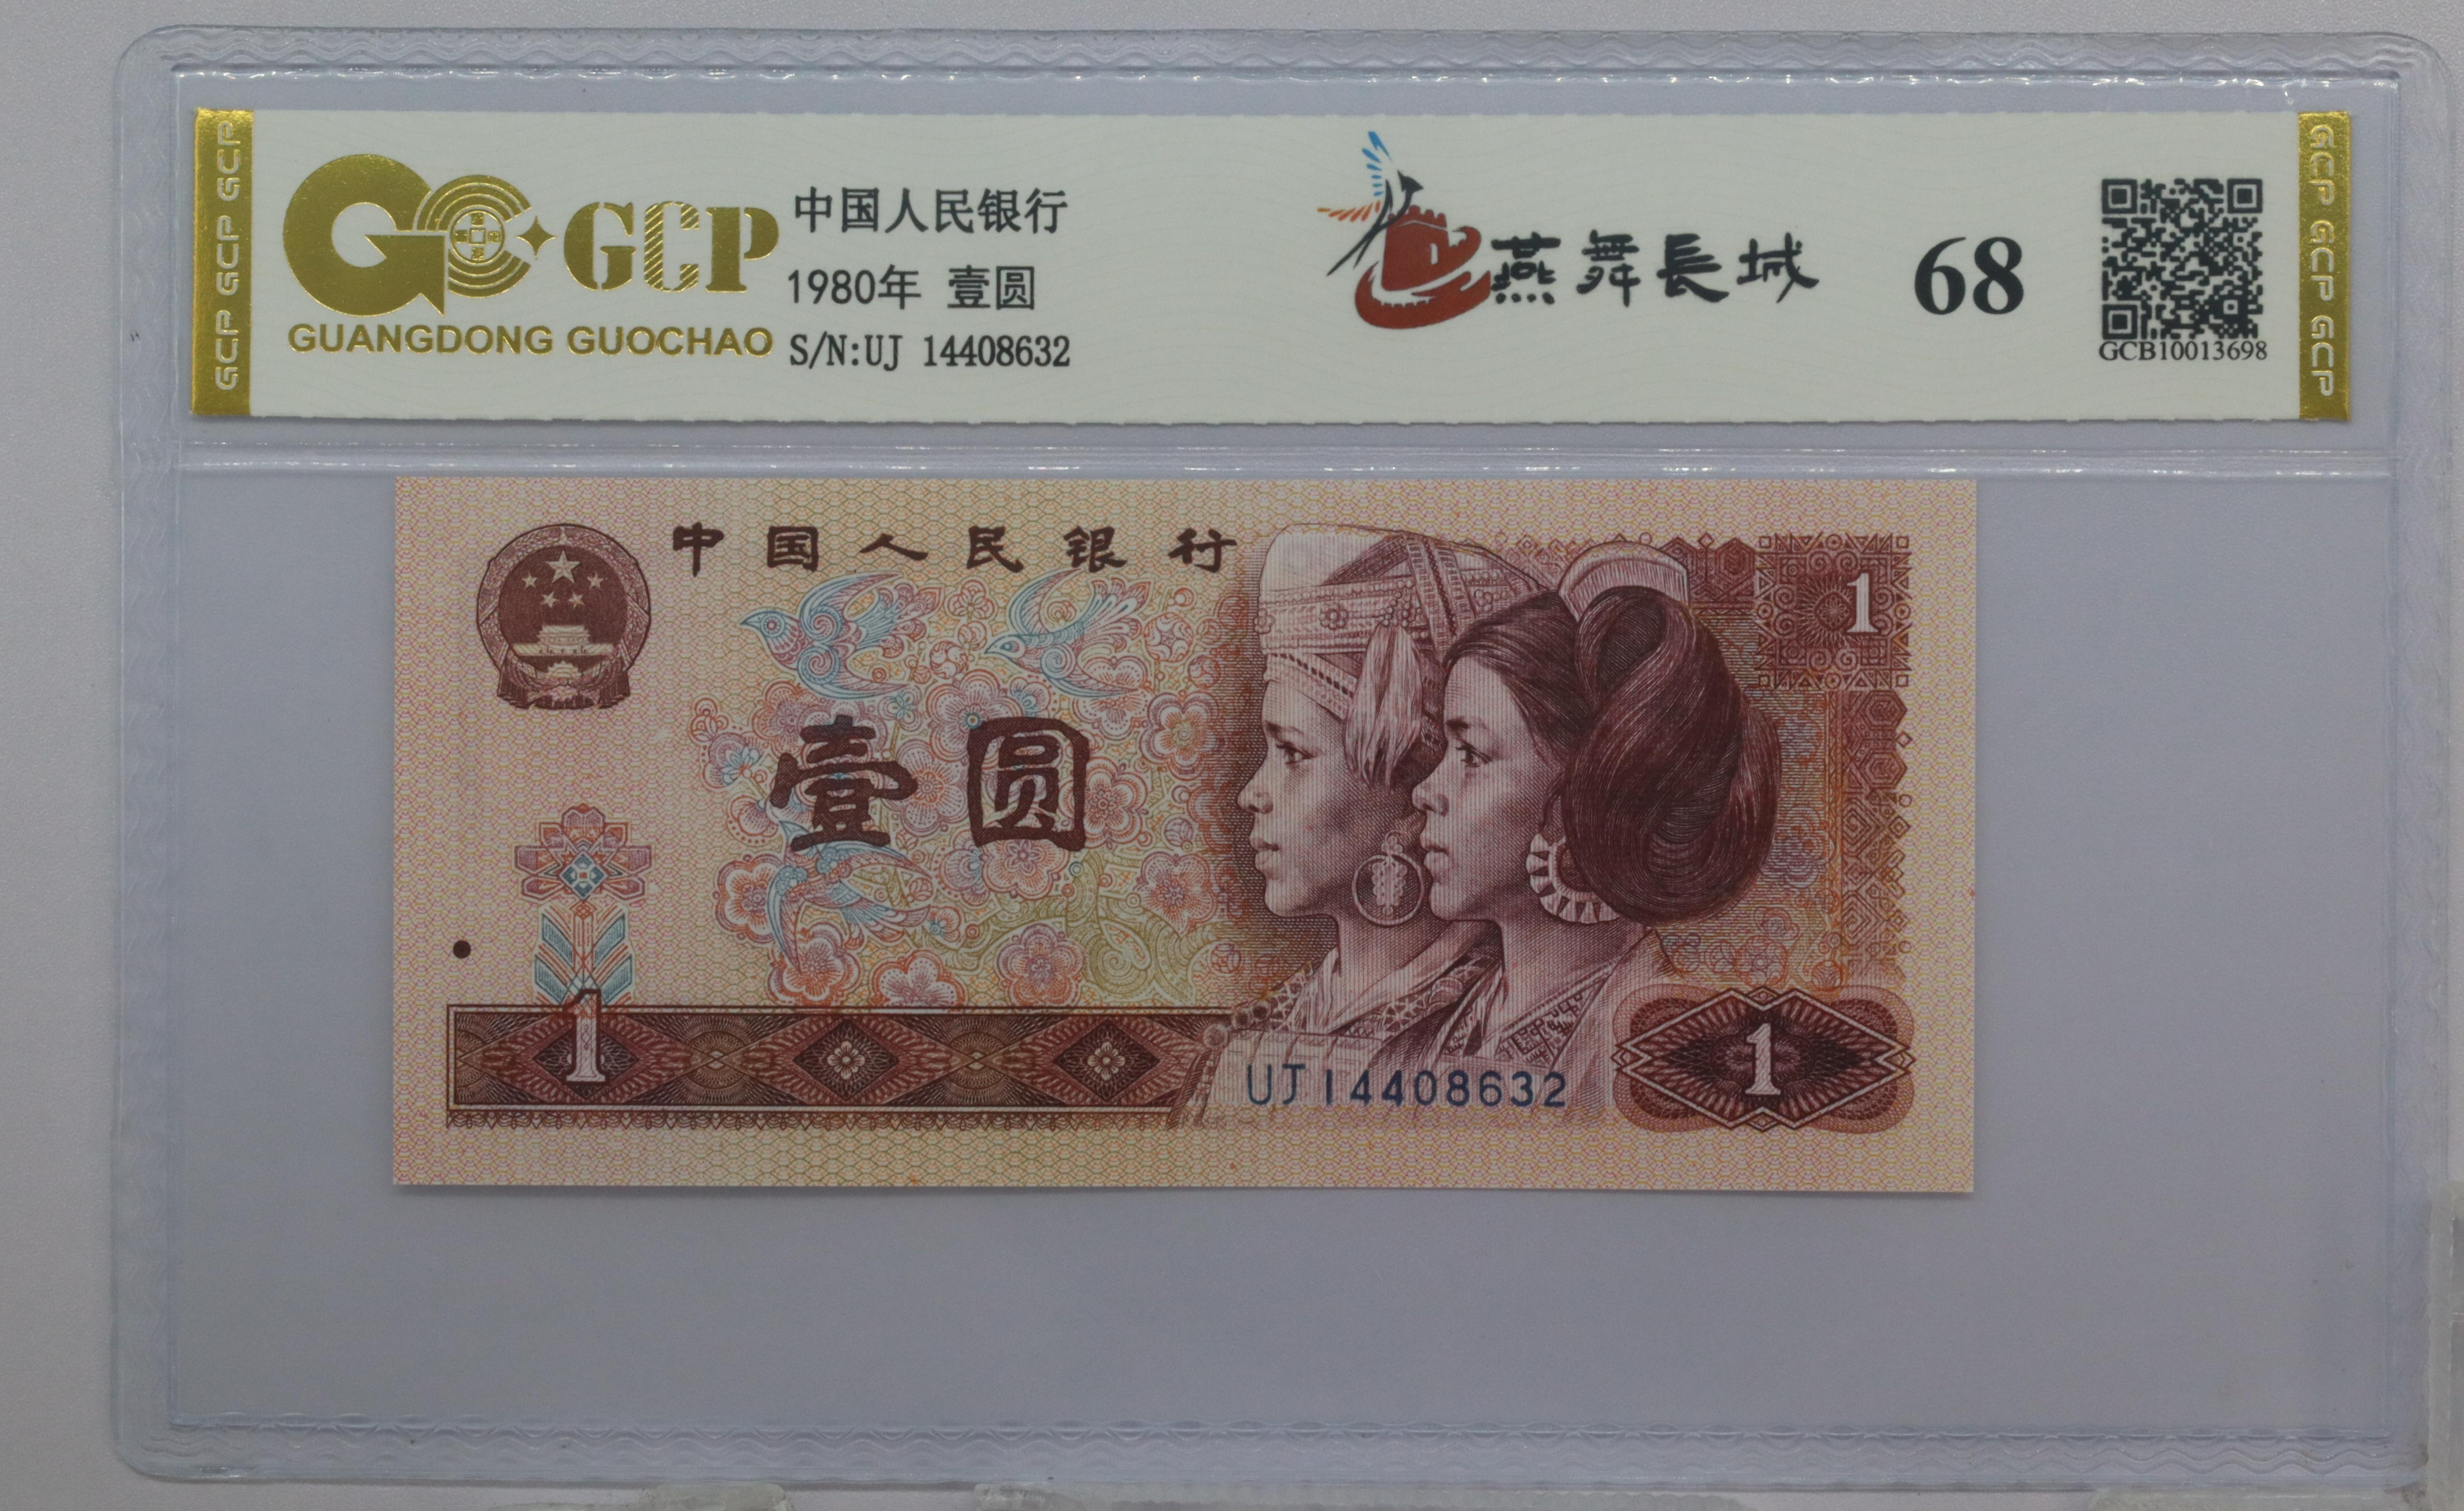 GCP GCP GCP
GCP
GUANGDONG GUOCHAO
中国人民银行
1980年 壹圆
S/N:UJ 14408632
燕舞長城
68
GCB10013698
GCP GCP GCP
中国人民银行
1
壹圆
1
UJ14408632
1